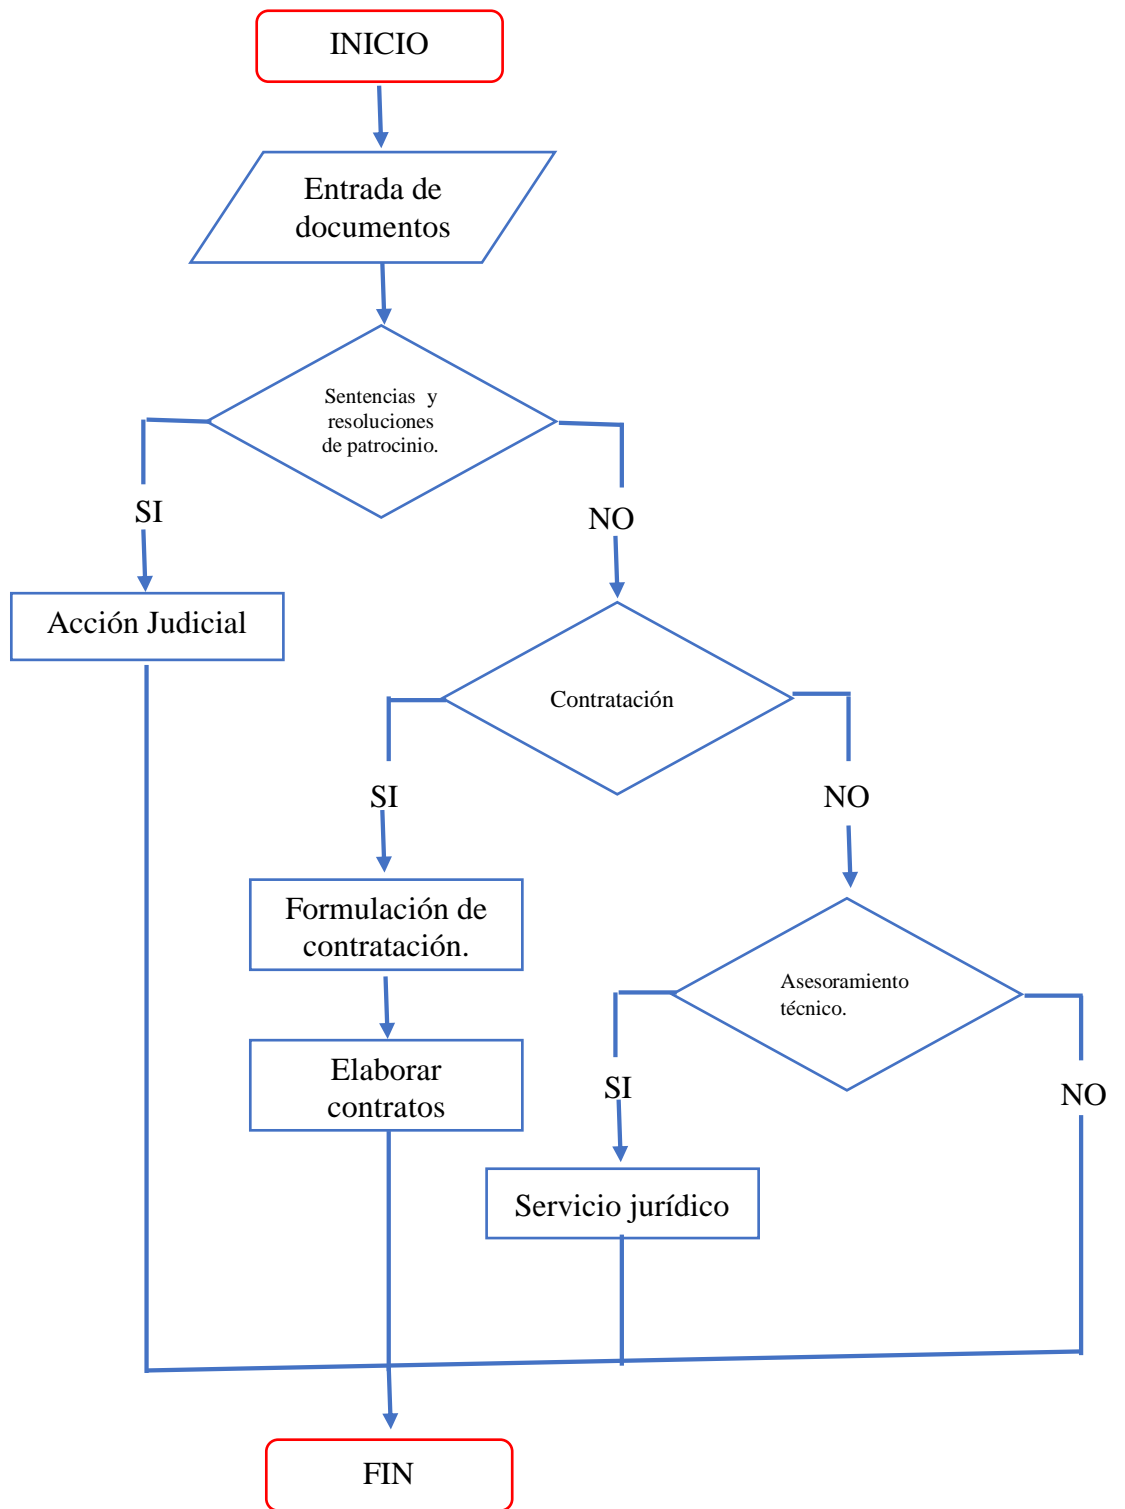 INICIO
Entrada de
documentos
Sentencias y
resoluciones
de patrocinio.
SI
NO
Acción Judicial
Contratación
SI
NO
Formulación de
contratación.
Asesoramiento
técnico.
Elaborar
contratos
SI
NO
Servicio jurídico
FIN